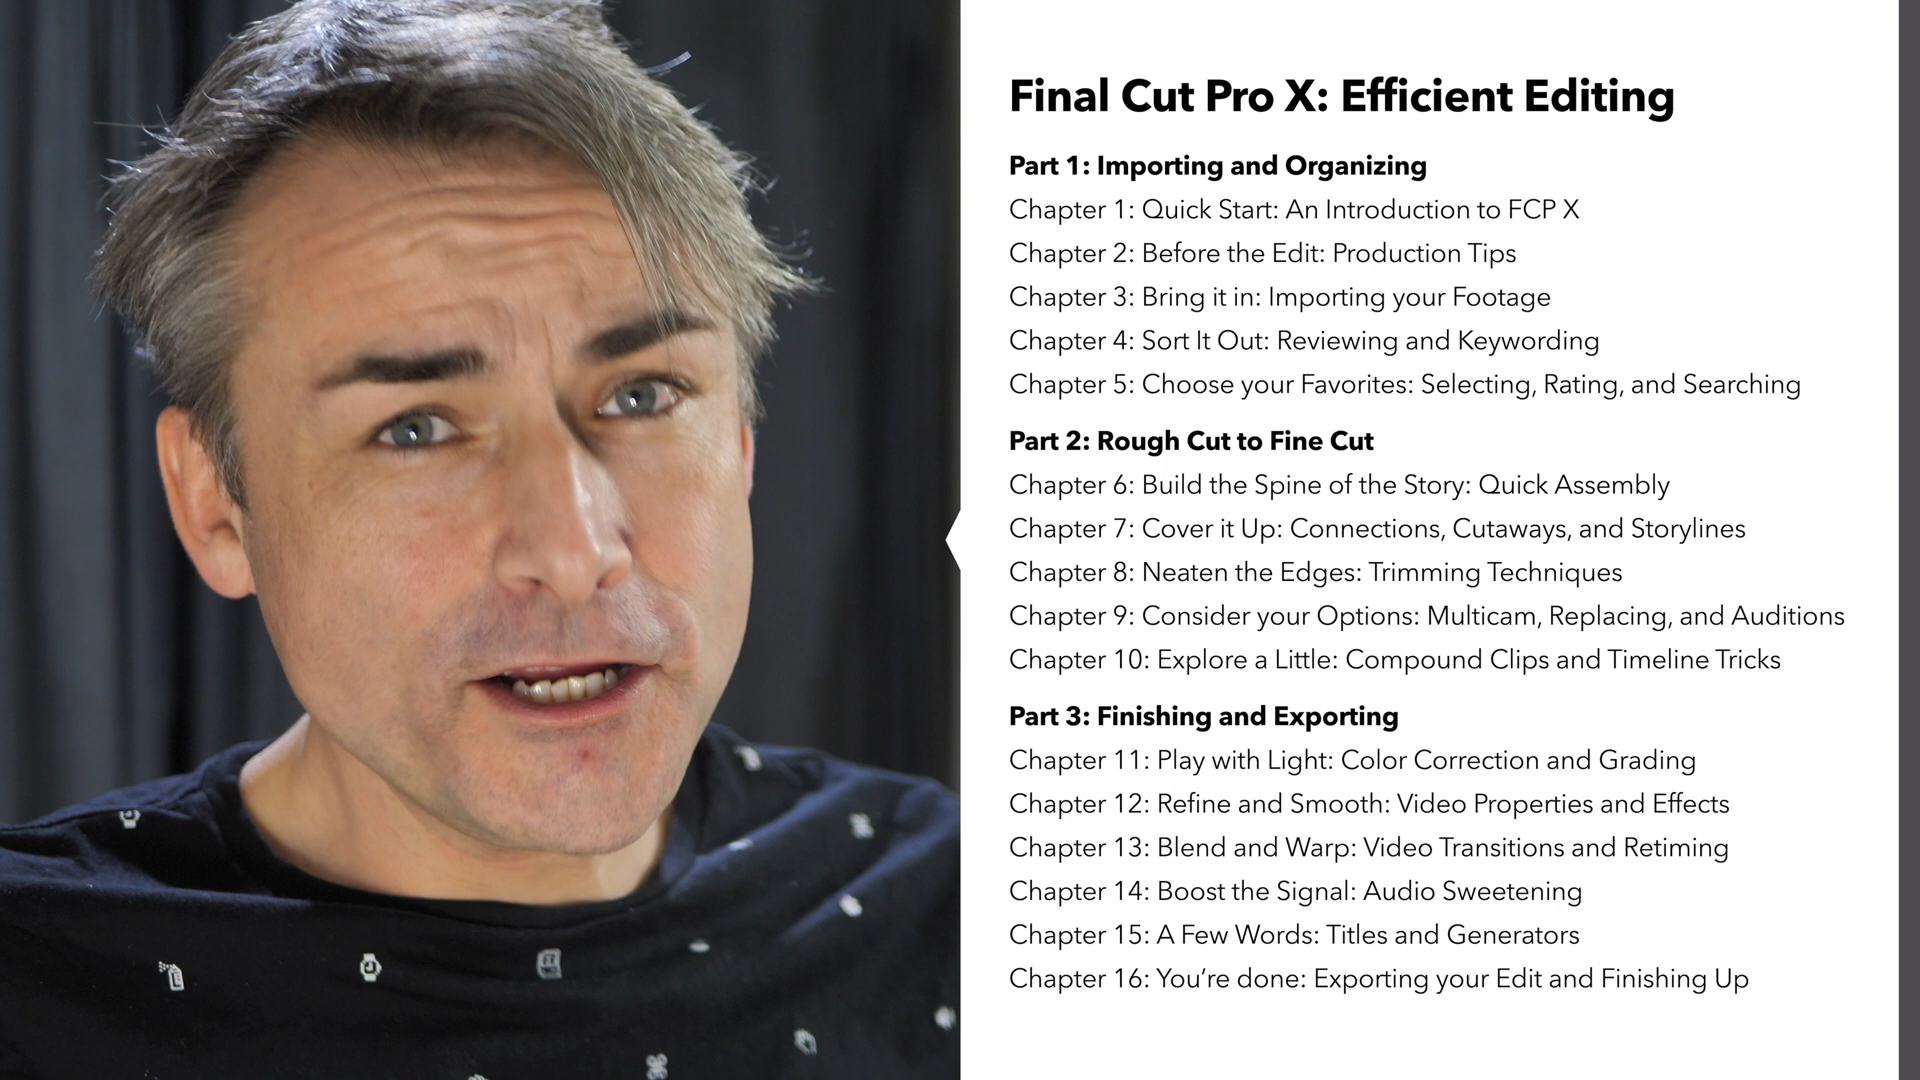 Final Cut Pro X: Efficient Editing
Part 1: Importing and Organizing
Chapter 1: Quick Start: An Introduction to FCP X
Chapter 2: Before the Edit: Production Tips
Chapter 3: Bring it in: Importing your Footage
Chapter 4: Sort It Out: Reviewing and Keywording
Chapter 5: Choose your Favorites: Selecting, Rating, and Searching
Part 2: Rough Cut to Fine Cut
Chapter 6: Build the Spine of the Story: Quick Assembly
Chapter 7: Cover it Up: Connections, Cutaways, and Storylines
Chapter 8: Neaten the Edges: Trimming Techniques
Chapter 9: Consider your Options: Multicam, Replacing, and Auditions
Chapter 10: Explore a Little: Compound Clips and Timeline Tricks
Part 3: Finishing and Exporting
Chapter 11: Play with Light: Color Correction and Grading
Chapter 12: Refine and Smooth: Video Properties and Effects
Chapter 13: Blend and Warp: Video Transitions and Retiming
Chapter 14: Boost the Signal: Audio Sweetening
Chapter 15: A Few Words: Titles and Generators
Chapter 16: You’re done: Exporting your Edit and Finishing Up